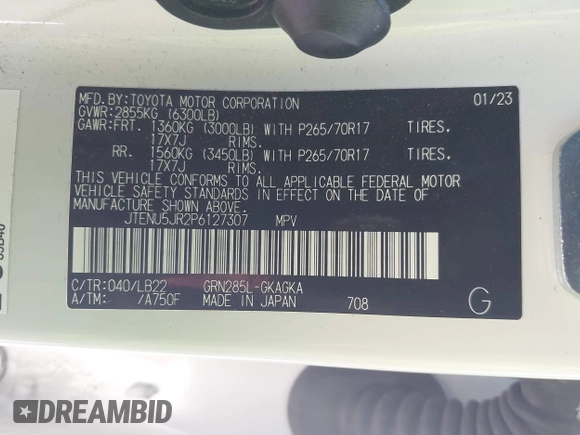 MFD.BY:TOYOTA MOTOR CORPORATION 01/23
GVWR:2855KG (6300LB)
GAWR:FRT. 1360KG (3000LB) WITH P265/70R17 TIRES.
17X7J RIMS.
RR. 1560KG (3450LB) WITH P265/70R17 TIRES.
17X7J RIMS.
THIS VEHICLE CONFORMS TO ALL APPLICABLE FEDERAL MOTOR
VEHICLE SAFETY STANDARDS IN EFFECT ON THE DATE OF
MANUFACTURE SHOWN ABOVE.
JTENU5JR2P6127307 MPV
C/TR:040/LB22 GRN285L-GKAGKA
A/TM: /A750F MADE IN JAPAN 708 G
DREAMBID